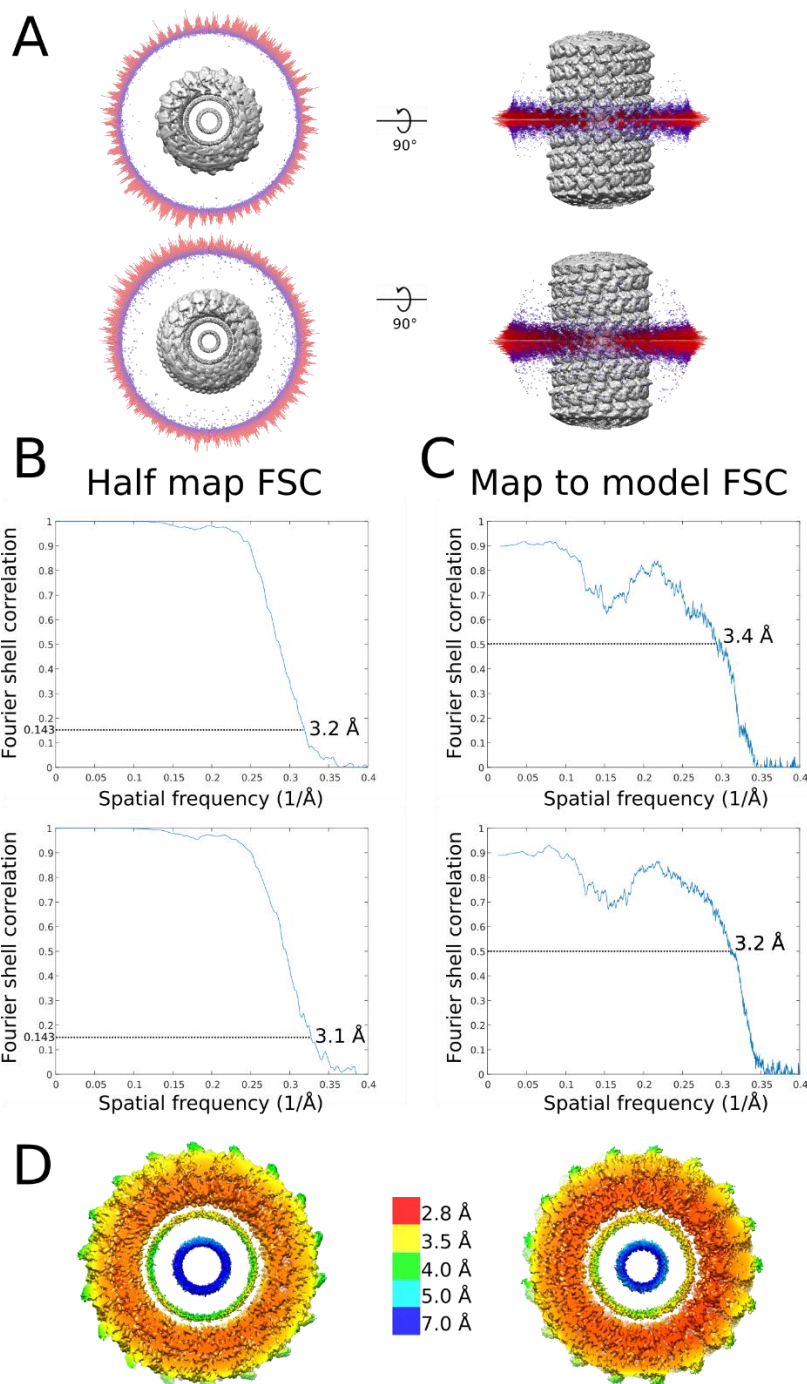 A
90°
90°
B
Half map FSC
C
Map to model FSC
Fourier shell correlation
1
0.9
0.8
0.7
0.6
0.5
0.4
0.3
0.2
0.143
0.1
0
3.2 Å
0 0.05 0.1 0.15 0.2 0.25 0.3 0.35 0.4
Spatial frequency (1/Å)
Fourier shell correlation
1
0.9
0.8
0.7
0.6
0.5
0.4
0.3
0.2
0.1
0
3.4 Å
0 0.05 0.1 0.15 0.2 0.25 0.3 0.35 0.4
Spatial frequency (1/Å)
Fourier shell correlation
1
0.9
0.8
0.7
0.6
0.5
0.4
0.3
0.2
0.143
0.1
0
3.1 Å
0 0.05 0.1 0.15 0.2 0.25 0.3 0.35 0.4
Spatial frequency (1/Å)
Fourier shell correlation
1
0.9
0.8
0.7
0.6
0.5
0.4
0.3
0.2
0.1
0
3.2 Å
0 0.05 0.1 0.15 0.2 0.25 0.3 0.35 0.4
Spatial frequency (1/Å)
D
2.8 Å
3.5 Å
4.0 Å
5.0 Å
7.0 Å